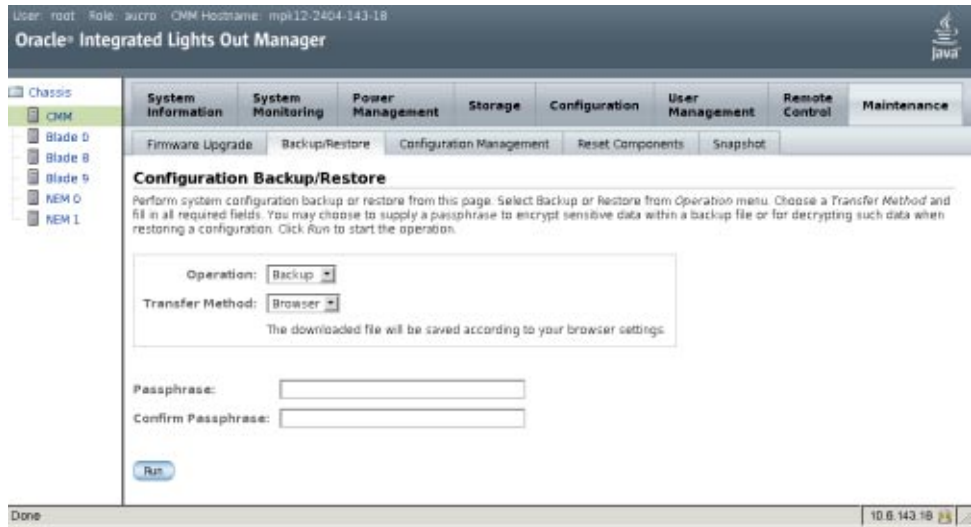 User: root Role: aucro CMM Hostname: mpk12-2404-143-18
Oracle® Integrated Lights Out Manager
Java
Chassis
CMM
Blade 0
Blade 8
Blade 9
NEM 0
NEM 1
System Information
System Monitoring
Power Management
Storage
Configuration
User Management
Remote Control
Maintenance
Firmware Upgrade
Backup/Restore
Configuration Management
Reset Components
Snapshot
Configuration Backup/Restore
Perform system configuration backup or restore from this page. Select Backup or Restore from Operation menu. Choose a Transfer Method and
fill in all required fields. You may choose to supply a passphrase to encrypt sensitive data within a backup file or for decrypting such data when
restoring a configuration. Click Run to start the operation.
Operation: Backup
Transfer Method: Browser
The downloaded file will be saved according to your browser settings.
Passphrase:
Confirm Passphrase:
Run
Done
10.6.143.18